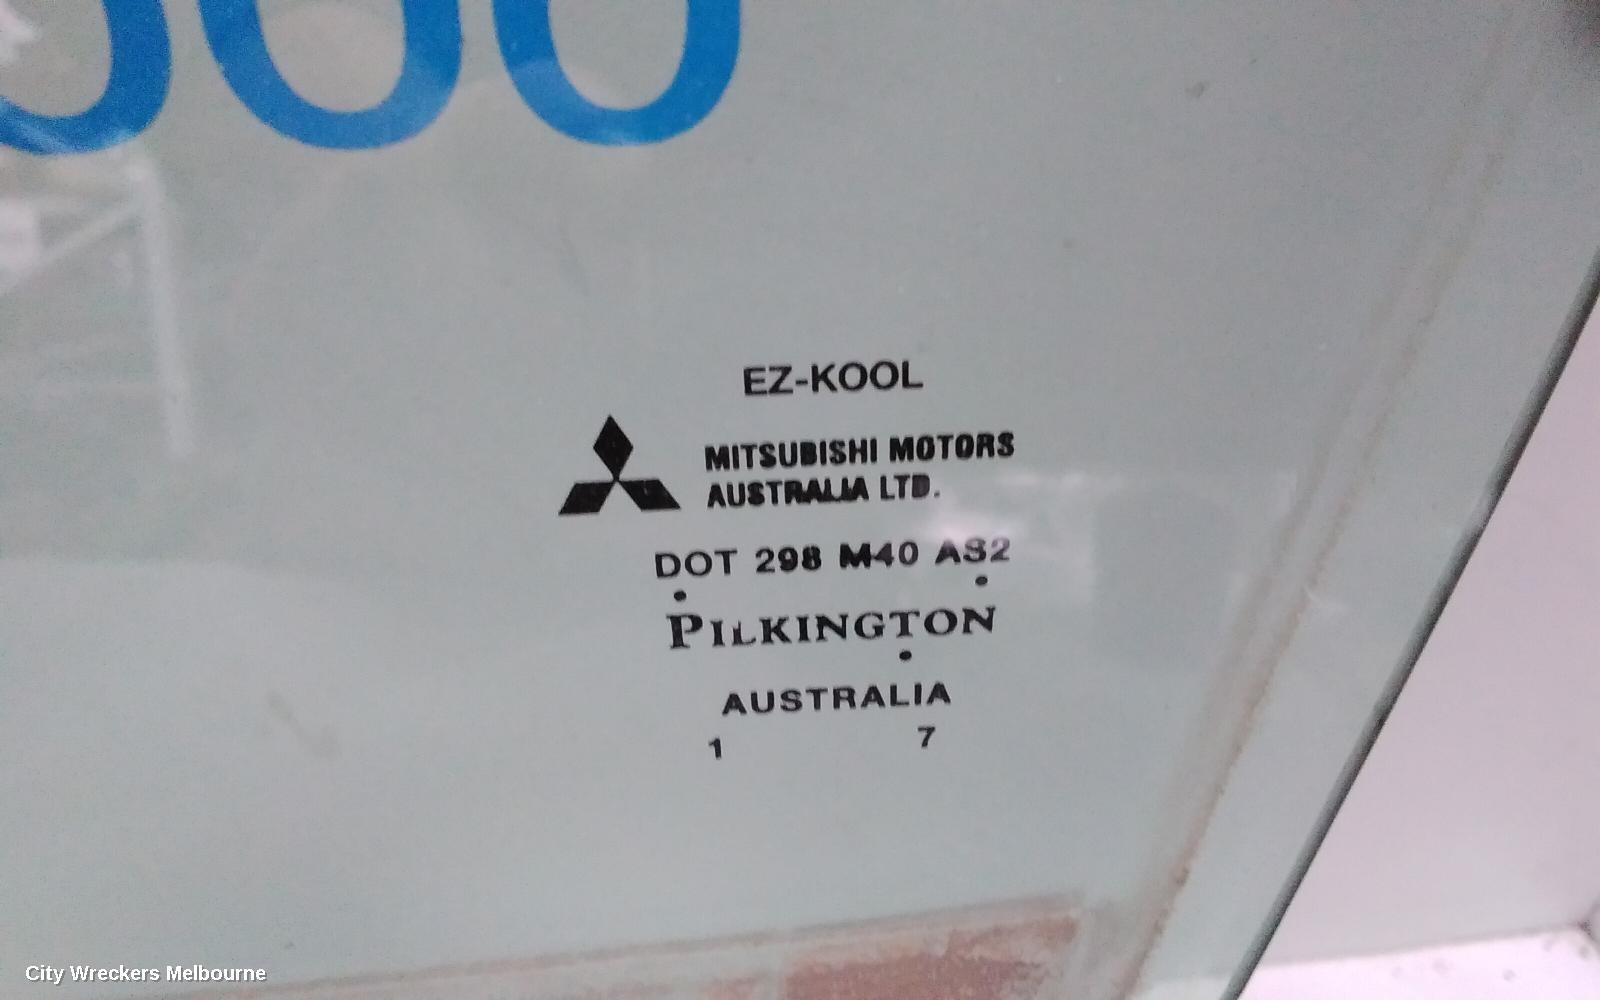 EZ-KOOL
MITSUBISHI MOTORS
AUSTRALIA LTD.
DOT 298 M40 AS2
PILKINGTON
AUSTRALIA
1 7
City Wreckers Melbourne